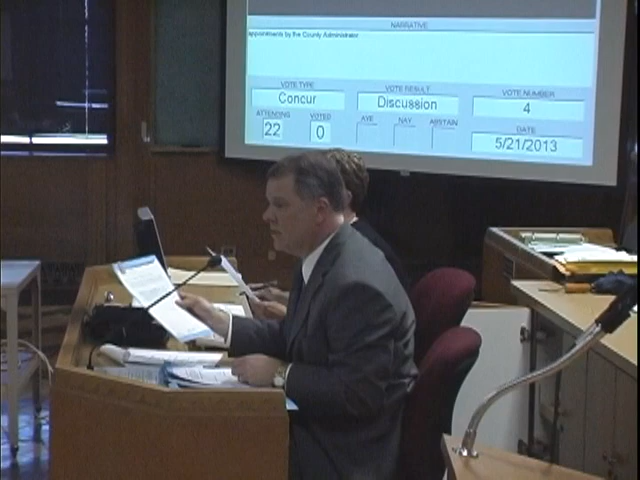 NARRATIVE
appointments by the County Administrator
VOTE TYPE VOTE RESULT VOTE NUMBER
Concur Discussion 4
ATTENDING VOTED AYE NAY ABSTAIN DATE
22 0 5/21/2013